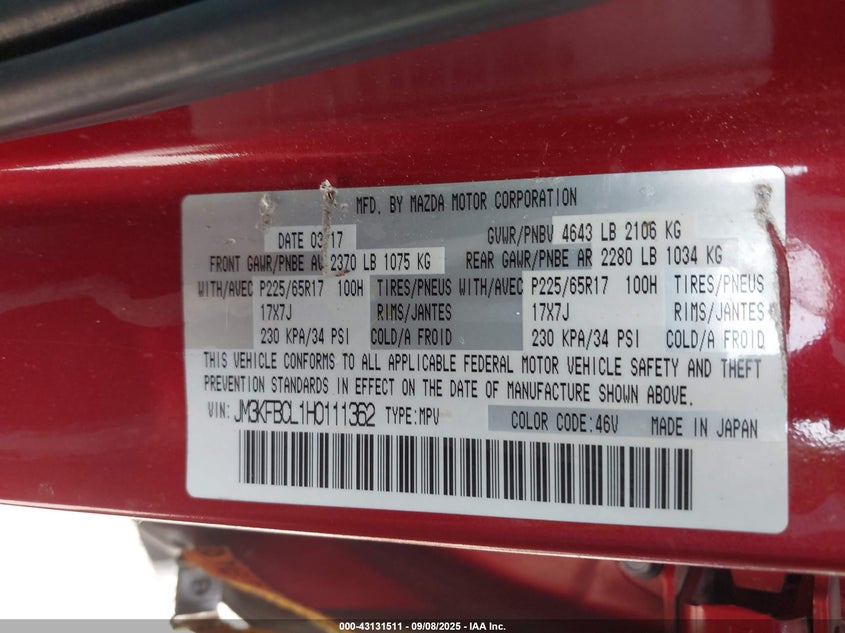 MFD. BY MAZDA MOTOR CORPORATION
DATE 03 17 GVWR/PNBV 4643 LB 2106 KG
FRONT GAWR/PNBE AV 2370 LB 1075 KG REAR GAWR/PNBE AR 2280 LB 1034 KG
WITH/AVEC P225/65R17 100H TIRES/PNEUS WITH/AVEC P225/65R17 100H TIRES/PNEUS
17X7J RIMS/JANTES 17X7J RIMS/JANTES
230 KPA/34 PSI COLD/A FROID 230 KPA/34 PSI COLD/A FROID
THIS VEHICLE CONFORMS TO ALL APPLICABLE FEDERAL MOTOR VEHICLE SAFETY AND THEFT
PREVENTION STANDARDS IN EFFECT ON THE DATE OF MANUFACTURE SHOWN ABOVE.
VIN: JM3KFBCL1H0111362 TYPE:MPV COLOR CODE:46V MADE IN JAPAN
000-43131511 - 09/08/2025 - IAA Inc.